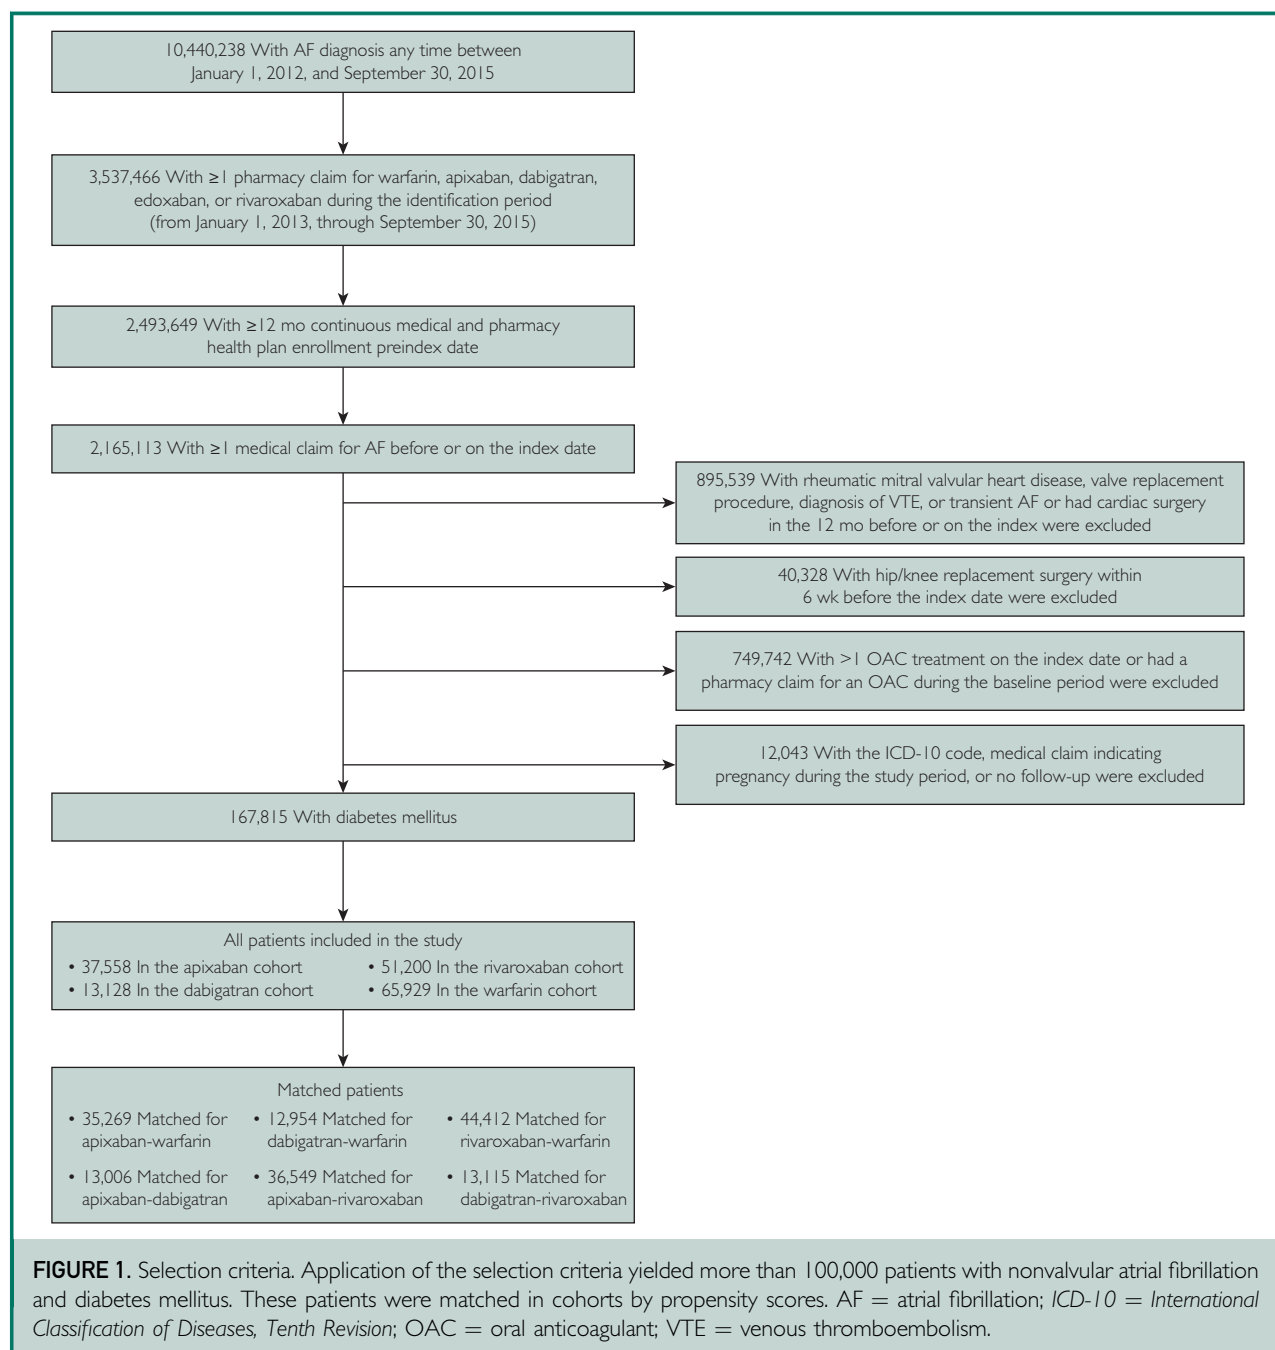 10,440,238 With AF diagnosis any time between
January 1, 2012, and September 30, 2015
3,537,466 With ≥1 pharmacy claim for warfarin, apixaban, dabigatran,
edoxaban, or rivaroxaban during the identification period
(from January 1, 2013, through September 30, 2015)
2,493,649 With ≥12 mo continuous medical and pharmacy
health plan enrollment preindex date
2,165,113 With ≥1 medical claim for AF before or on the index date
895,539 With rheumatic mitral valvular heart disease, valve replacement
procedure, diagnosis of VTE, or transient AF or had cardiac surgery
in the 12 mo before or on the index were excluded
40,328 With hip/knee replacement surgery within
6 wk before the index date were excluded
749,742 With >1 OAC treatment on the index date or had a
pharmacy claim for an OAC during the baseline period were excluded
12,043 With the ICD-10 code, medical claim indicating
pregnancy during the study period, or no follow-up were excluded
167,815 With diabetes mellitus
All patients included in the study
• 37,558 In the apixaban cohort
• 13,128 In the dabigatran cohort
• 51,200 In the rivaroxaban cohort
• 65,929 In the warfarin cohort
Matched patients
• 35,269 Matched for
apixaban-warfarin
• 12,954 Matched for
dabigatran-warfarin
• 44,412 Matched for
rivaroxaban-warfarin
• 13,006 Matched for
apixaban-dabigatran
• 36,549 Matched for
apixaban-rivaroxaban
• 13,115 Matched for
dabigatran-rivaroxaban
FIGURE 1. Selection criteria. Application of the selection criteria yielded more than 100,000 patients with nonvalvular atrial fibrillation
and diabetes mellitus. These patients were matched in cohorts by propensity scores. AF = atrial fibrillation; ICD-10 = International
Classification of Diseases, Tenth Revision; OAC = oral anticoagulant; VTE = venous thromboembolism.